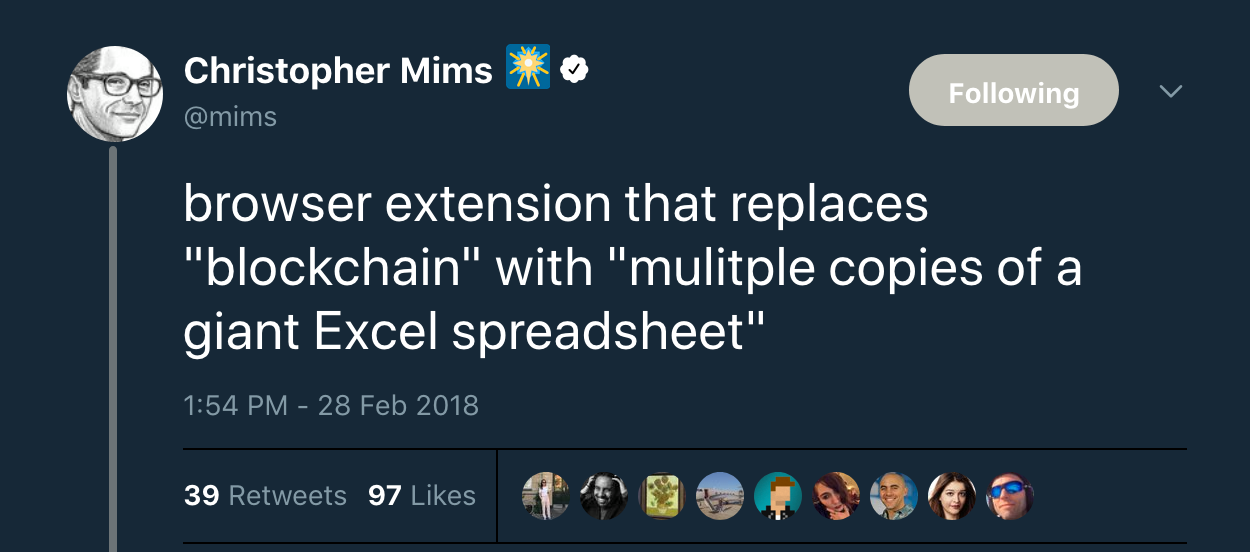 Christopher Mims
@mims
Following
browser extension that replaces
"blockchain" with "mulitple copies of a
giant Excel spreadsheet"
1:54 PM - 28 Feb 2018
39 Retweets 97 Likes